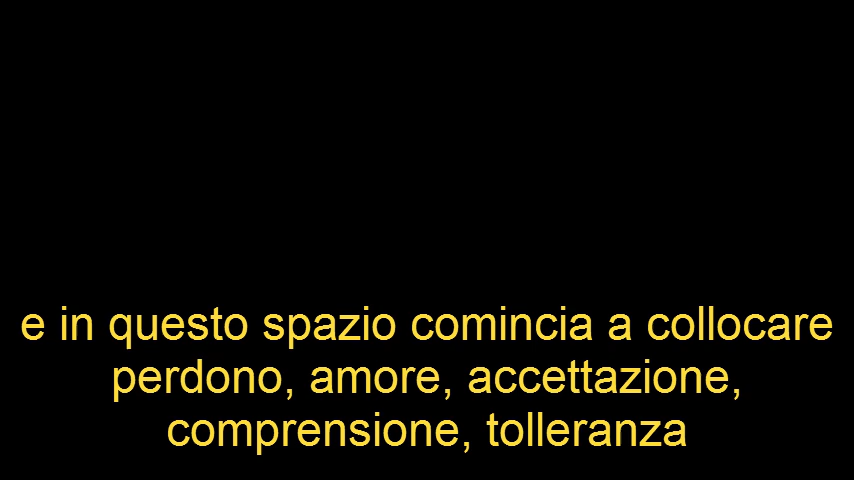 e in questo spazio comincia a collocare
perdono, amore, accettazione,
comprensione, tolleranza